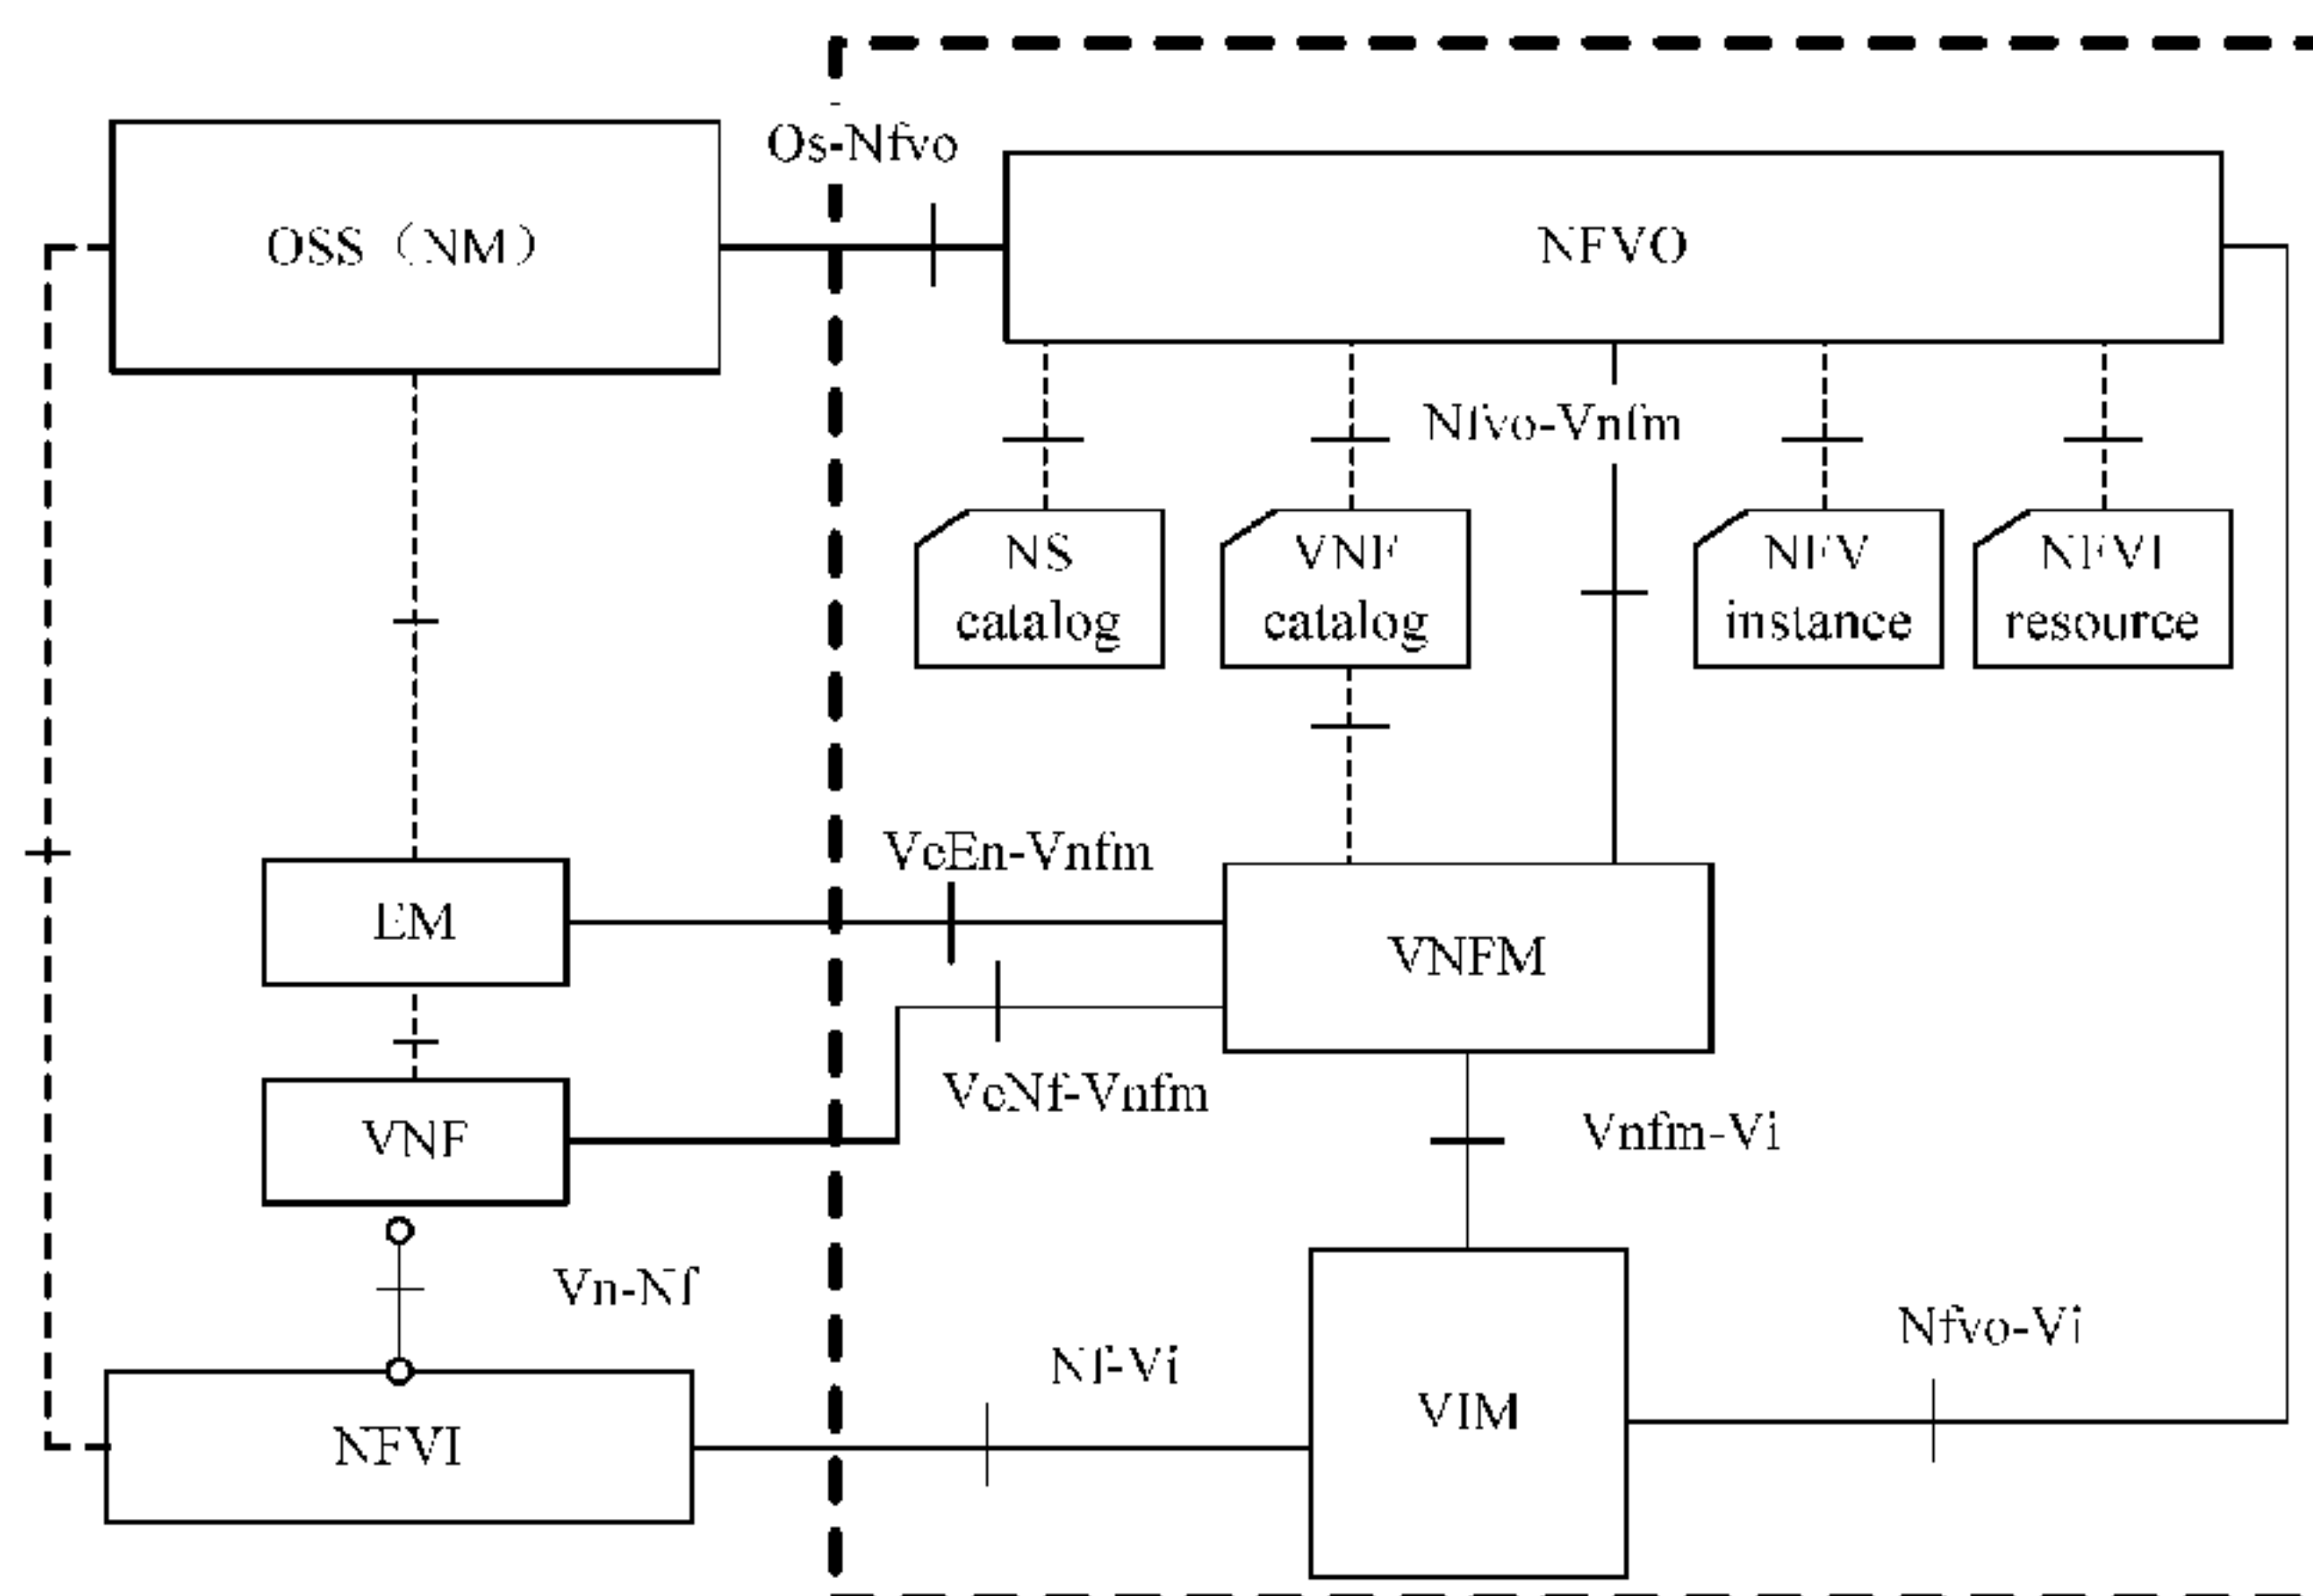 Os-Nfvo
OSS（NM）
NFVO
Nfvo-Vnfm
NS
catalog
VNF
catalog
NFV
instance
NFVI
resource
VeEn-Vnfm
EM
VNFM
VeNf-Vnfm
VNF
Vnfm-Vi
Vn-Nf
Nf-Vi
Nfvo-Vi
NFVI
VIM